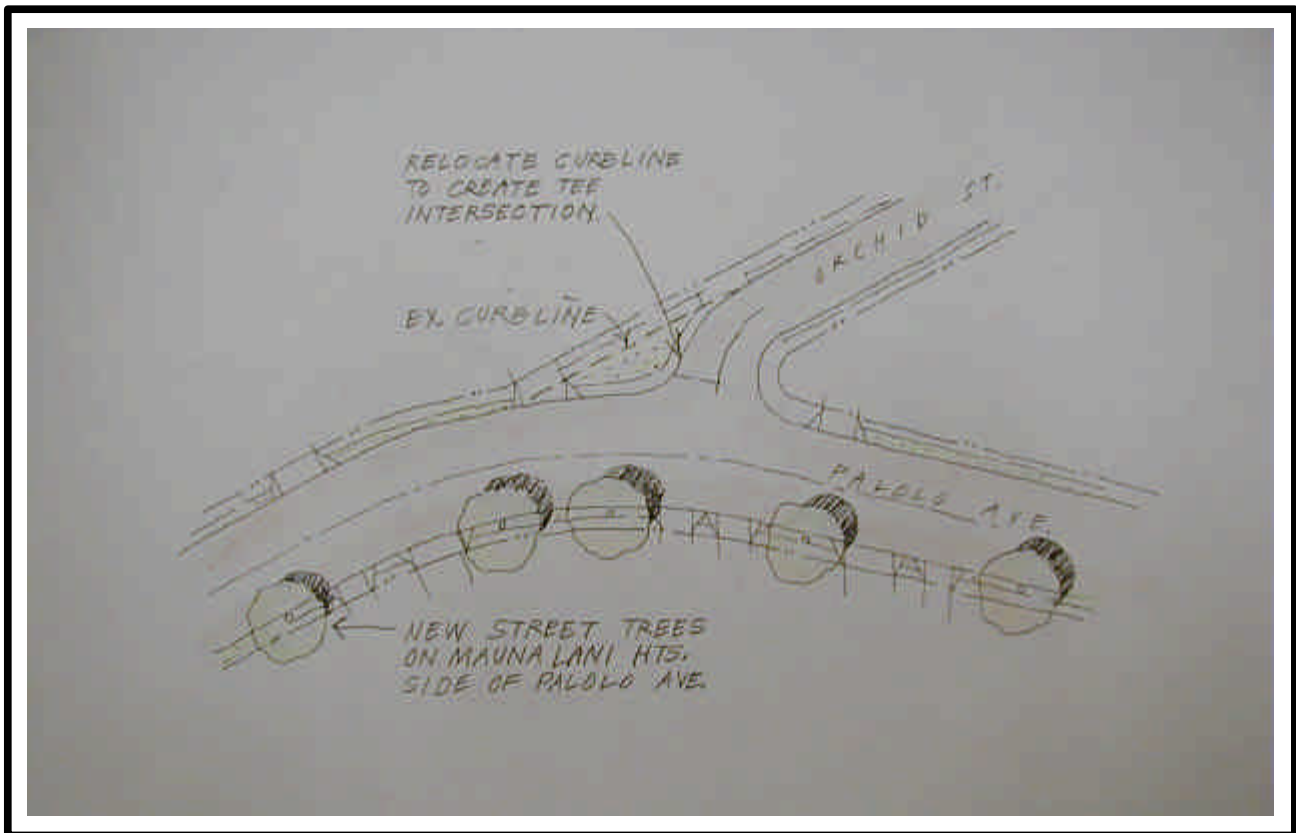 RELOCATE CURBLINE
TO CREATE TEE
INTERSECTION.
ORCHID ST.
EX. CURBLINE
PALOLO AVE.
NEW STREET TREES
ON MAUNA LANI HTS.
SIDE OF PALOLO AVE.